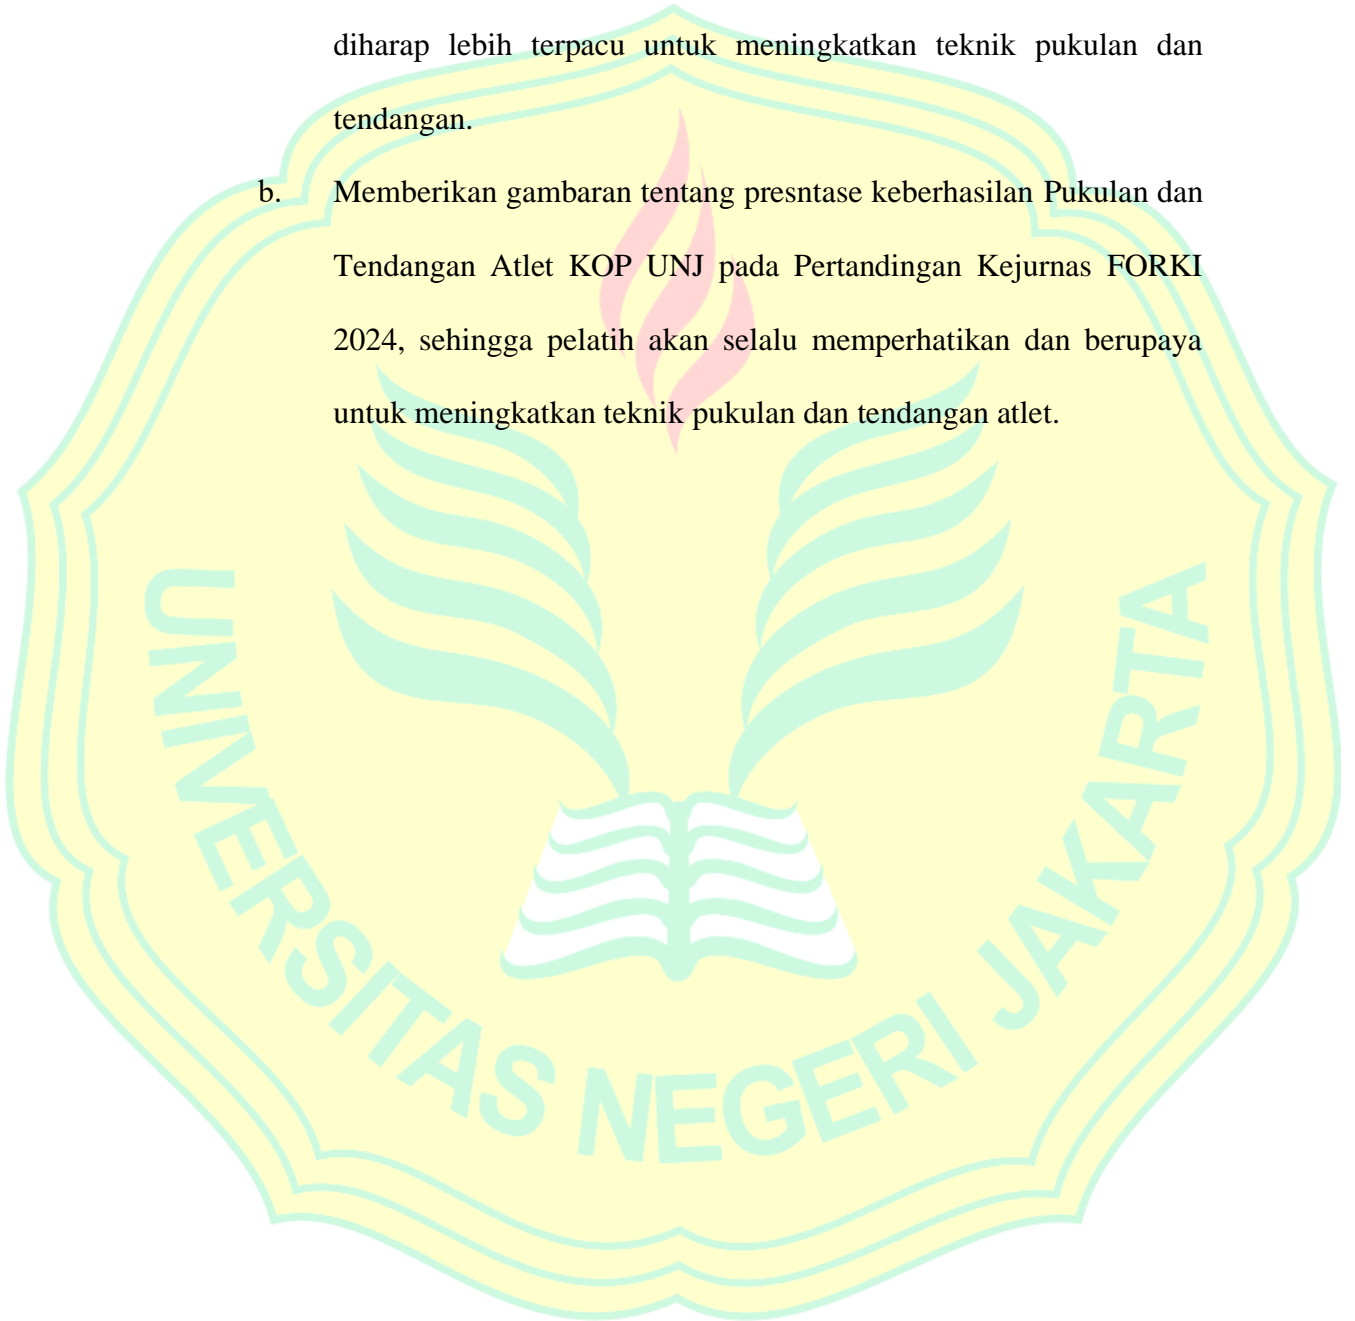 diharap lebih terpacu untuk meningkatkan teknik pukulan dan
tendangan.
b. Memberikan gambaran tentang presntase keberhasilan Pukulan dan
Tendangan Atlet KOP UNJ pada Pertandingan Kejurnas FORKI
2024, sehingga pelatih akan selalu memperhatikan dan berupaya
untuk meningkatkan teknik pukulan dan tendangan atlet.
UNIVERSITAS NEGERI JAKARTA